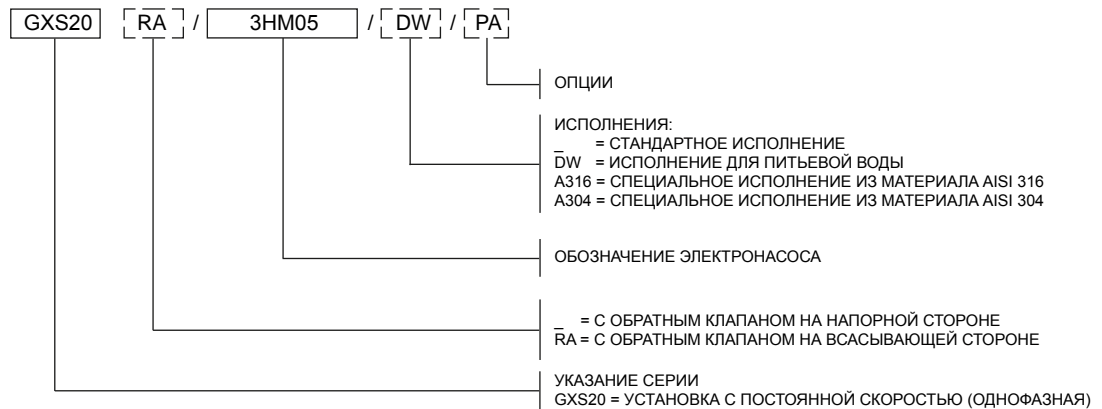 GXS20 RA / 3HM05 / DW / PA
ОПЦИИ
ИСПОЛНЕНИЯ:
_ = СТАНДАРТНОЕ ИСПОЛНЕНИЕ
DW = ИСПОЛНЕНИЕ ДЛЯ ПИТЬЕВОЙ ВОДЫ
A316 = СПЕЦИАЛЬНОЕ ИСПОЛНЕНИЕ ИЗ МАТЕРИАЛА AISI 316
A304 = СПЕЦИАЛЬНОЕ ИСПОЛНЕНИЕ ИЗ МАТЕРИАЛА AISI 304
ОБОЗНАЧЕНИЕ ЭЛЕКТРОНАСОСА
_ = С ОБРАТНЫМ КЛАПАНОМ НА НАПОРНОЙ СТОРОНЕ
RA = С ОБРАТНЫМ КЛАПАНОМ НА ВСАСЫВАЮЩЕЙ СТОРОНЕ
УКАЗАНИЕ СЕРИИ
GXS20 = УСТАНОВКА С ПОСТОЯННОЙ СКОРОСТЬЮ (ОДНОФАЗНАЯ)